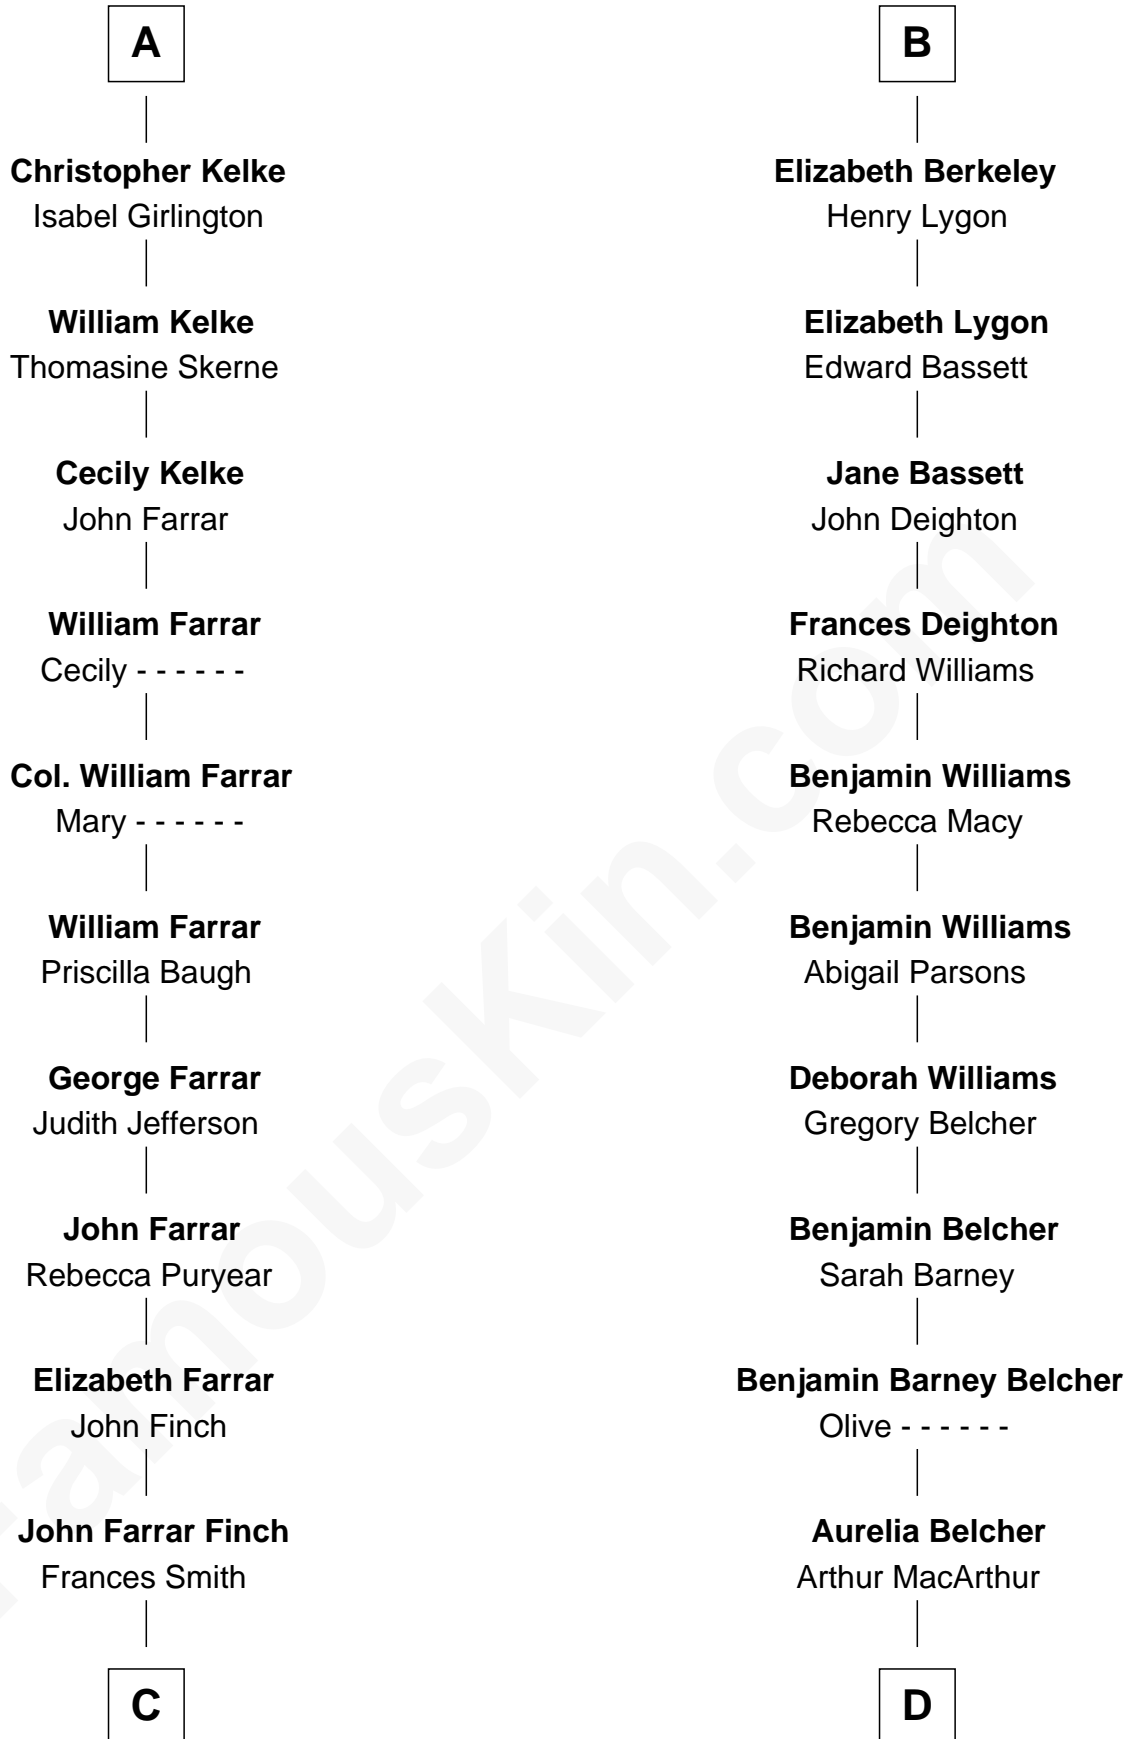 A
Christopher Kelke
Isabel Girlington
William Kelke
Thomasine Skerne
Cecily Kelke
John Farrar
William Farrar
Cecily - - - - - -
Col. William Farrar
Mary - - - - - -
William Farrar
Priscilla Baugh
George Farrar
Judith Jefferson
John Farrar
Rebecca Puryear
Elizabeth Farrar
John Finch
John Farrar Finch
Frances Smith
C
B
Elizabeth Berkeley
Henry Lygon
Elizabeth Lygon
Edward Bassett
Jane Bassett
John Deighton
Frances Deighton
Richard Williams
Benjamin Williams
Rebecca Macy
Benjamin Williams
Abigail Parsons
Deborah Williams
Gregory Belcher
Benjamin Belcher
Sarah Barney
Benjamin Barney Belcher
Olive - - - - - -
Aurelia Belcher
Arthur MacArthur
D
FamousKin.com